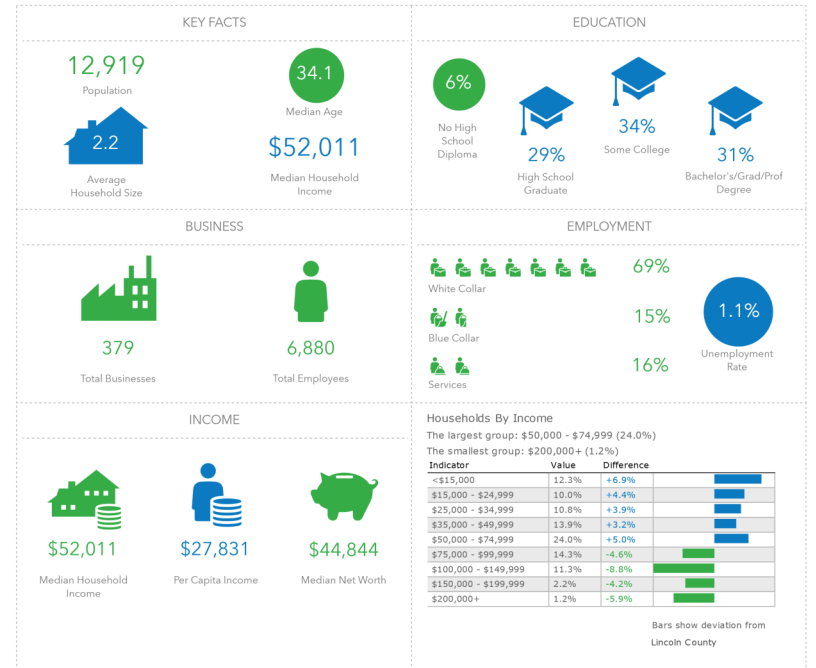 KEY FACTS
12,919
Population
34.1
Median Age
2.2
Average
Household Size
$52,011
Median Household
Income
EDUCATION
6%
No High
School
Diploma
29%
High School
Graduate
34%
Some College
31%
Bachelor's/Grad/Prof
Degree
BUSINESS
379
Total Businesses
6,880
Total Employees
EMPLOYMENT
69%
White Collar
15%
Blue Collar
16%
Services
1.1%
Unemployment
Rate
INCOME
$52,011
Median Household
Income
$27,831
Per Capita Income
$44,844
Median Net Worth
Households By Income
The largest group: $50,000 - $74,999 (24.0%)
The smallest group: $200,000+ (1.2%)
Indicator Value Difference
<$15,000 12.3% +6.9%
$15,000 - $24,999 10.0% +4.4%
$25,000 - $34,999 10.8% +3.9%
$35,000 - $49,999 13.9% +3.2%
$50,000 - $74,999 24.0% +5.0%
$75,000 - $99,999 14.3% -4.6%
$100,000 - $149,999 11.3% -8.8%
$150,000 - $199,999 2.2% -4.2%
$200,000+ 1.2% -5.9%
Bars show deviation from
Lincoln County